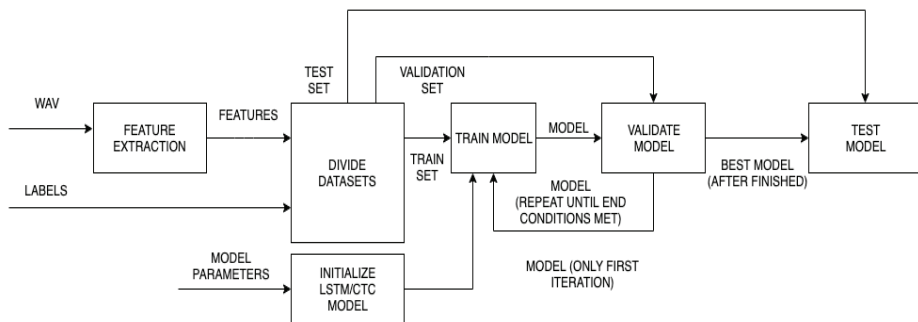 TEST
SET
VALIDATION
SET
WAV
FEATURE
EXTRACTION
FEATURES
DIVIDE
DATASETS
TRAIN
SET
TRAIN MODEL
MODEL
VALIDATE
MODEL
BEST MODEL
(AFTER FINISHED)
TEST
MODEL
LABELS
MODEL
(REPEAT UNTIL END
CONDITIONS MET)
MODEL
PARAMETERS
INITIALIZE
LSTM/CTC
MODEL
MODEL (ONLY FIRST
ITERATION)